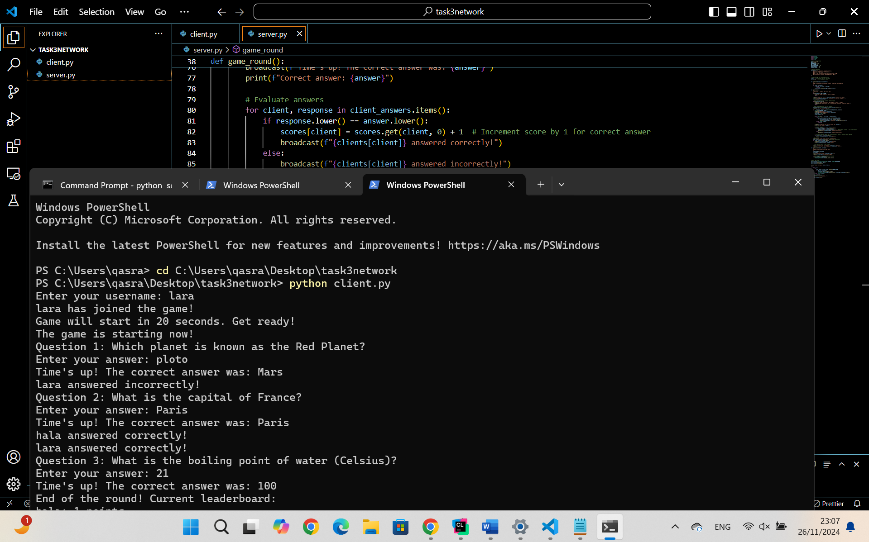 File Edit Selection View Go ... task3network
EXPLORER ...
client.py server.py
TASK3NETWORK
client.py
server.py
server.py > game_round
38 def game_round():
76 broadcast(f"Time's up! The correct answer was: {answer}")
77 print(f"Correct answer: {answer}")
78
79 # Evaluate answers
80 for client, response in client_answers.items():
81 if response.lower() == answer.lower():
82 scores[client] = scores.get(client, 0) + 1 # Increment score by 1 for correct answer
83 broadcast(f"{clients[client]} answered correctly!")
84 else:
85 broadcast(f"{clients[client]} answered incorrectly!")
Command Prompt - python Windows PowerShell Windows PowerShell
Windows PowerShell
Copyright (C) Microsoft Corporation. All rights reserved.
Install the latest PowerShell for new features and improvements! https://aka.ms/PSWindows
PS C:\Users\qasra> cd C:\Users\qasra\Desktop\task3network
PS C:\Users\qasra\Desktop\task3network> python client.py
Enter your username: lara
lara has joined the game!
Game will start in 20 seconds. Get ready!
The game is starting now!
Question 1: Which planet is known as the Red Planet?
Enter your answer: ploto
Time's up! The correct answer was: Mars
lara answered incorrectly!
Question 2: What is the capital of France?
Enter your answer: Paris
Time's up! The correct answer was: Paris
hala answered correctly!
lara answered correctly!
Question 3: What is the boiling point of water (Celsius)?
Enter your answer: 21
Time's up! The correct answer was: 100
End of the round! Current leaderboard:
Prettier
1
ENG
23:07
26/11/2024